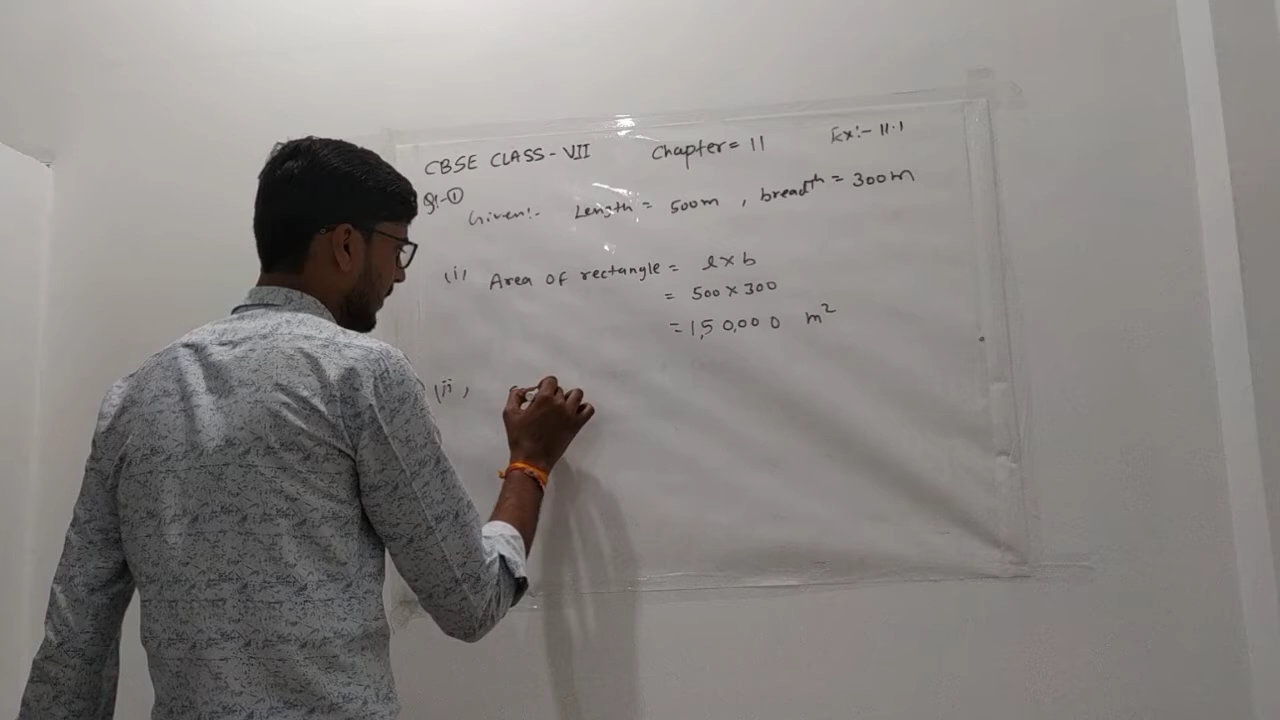 CBSE CLASS-VII Chapter = 11 Ex:- 11.1
Q:-①
Given:- Length = 500m , breadth = 300m
(i) Area of rectangle = l×b
= 500×300
= 1,50,000 m²
(ii)